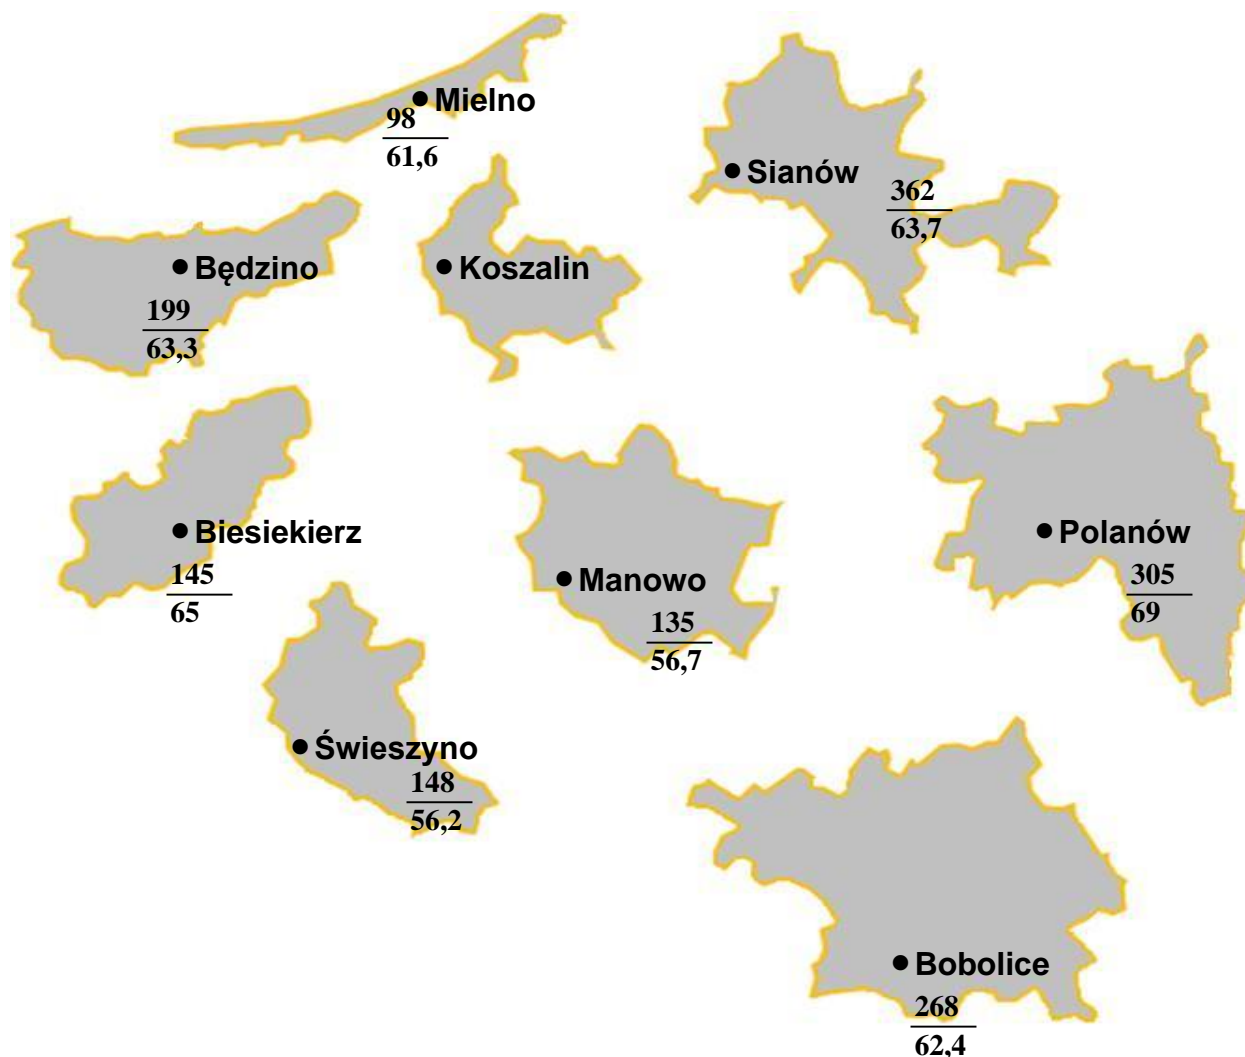 Mielno
98
61,6
Sianów
362
63,7
Będzino
199
63,3
Koszalin
Biesiekierz
145
65
Manowo
135
56,7
Polanów
305
69
Świeszyno
148
56,2
Bobolice
268
62,4